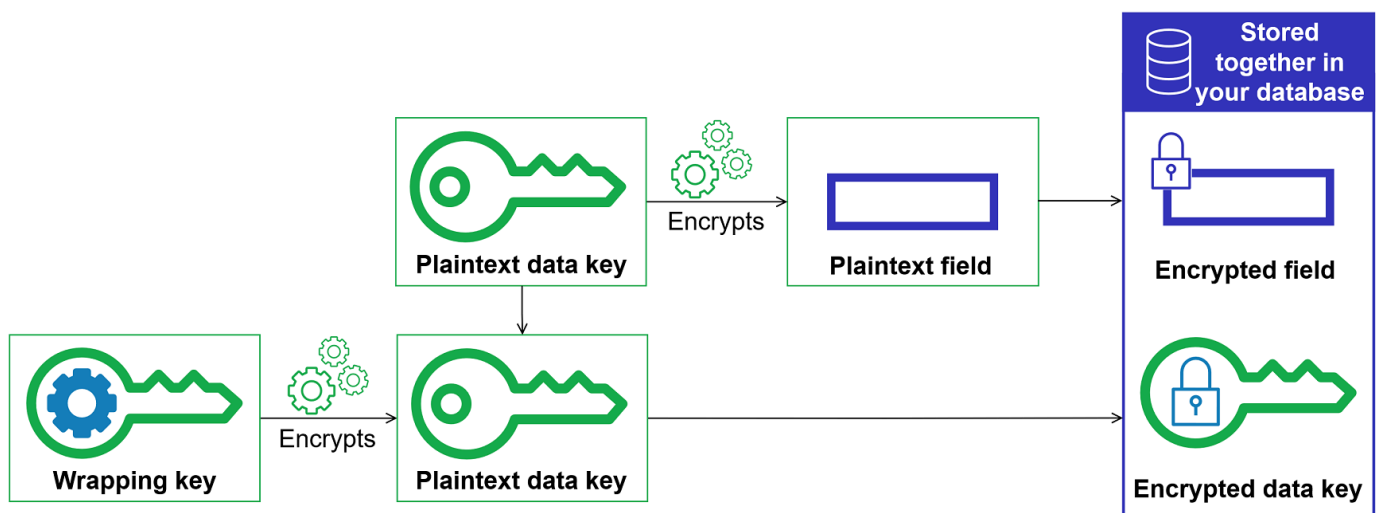 Stored
together in
your database
Encrypts
Plaintext data key
Plaintext field
Encrypted field
Encrypts
Wrapping key
Plaintext data key
Encrypted data key